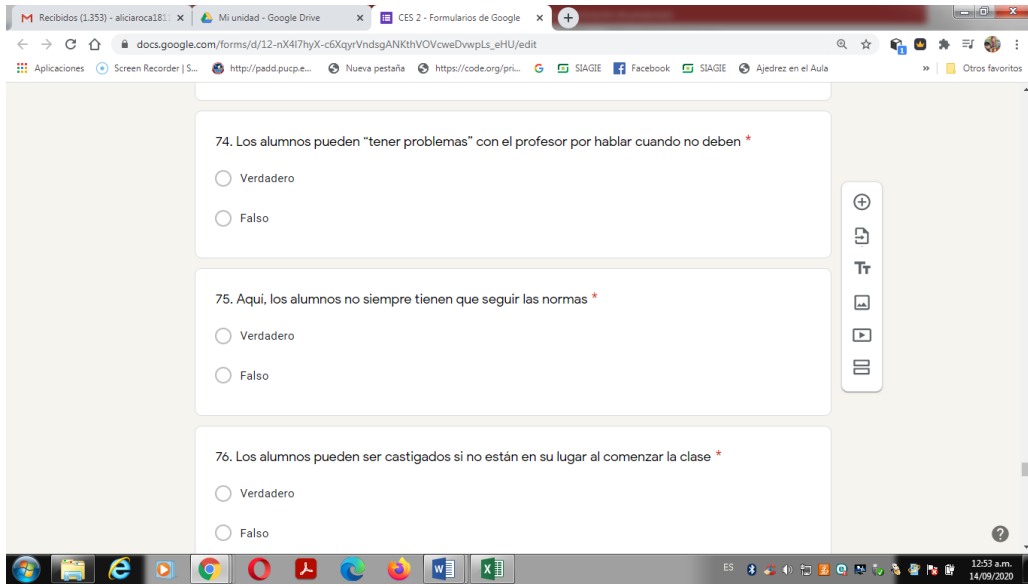 Recibidos (1.353) - aliciaroca181
Mi unidad - Google Drive
CES 2 - Formularios de Google
docs.google.com/forms/d/12-nX4I7hyX-c6XqyrVndsgANKthVOVcweDvwpLs_eHU/edit
Aplicaciones
Screen Recorder | S...
http://padd.pucp.e...
Nueva pestaña
https://code.org/pri...
SIAGIE
Facebook
SIAGIE
Ajedrez en el Aula
»
Otros favoritos
74. Los alumnos pueden “tener problemas” con el profesor por hablar cuando no deben *
Verdadero
Falso
75. Aqui, los alumnos no siempre tienen que seguir las normas *
Verdadero
Falso
76. Los alumnos pueden ser castigados si no están en su lugar al comenzar la clase *
Verdadero
Falso
ES
12:53 a.m.
14/09/2020